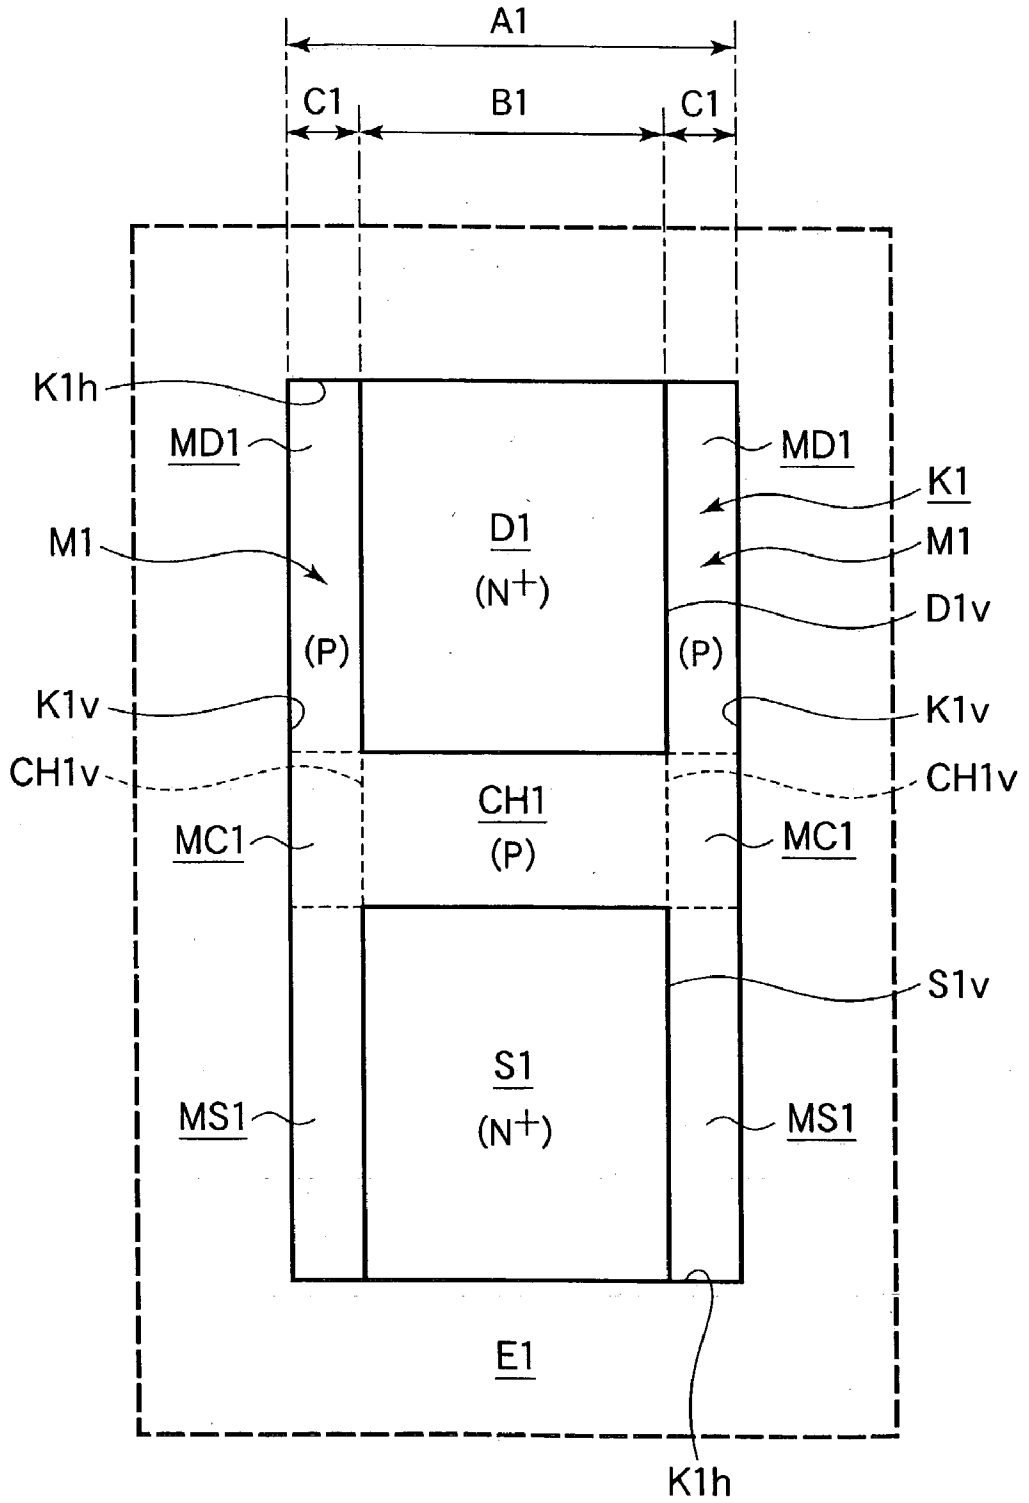 A1
C1 B1 C1
K1h
MD1 MD1
K1
D1
M1 M1
(N+)
D1v
(P) (P)
K1v K1v
CH1v CH1v
CH1
MC1 MC1
(P)
S1v
S1
MS1 MS1
(N+)
E1
K1h